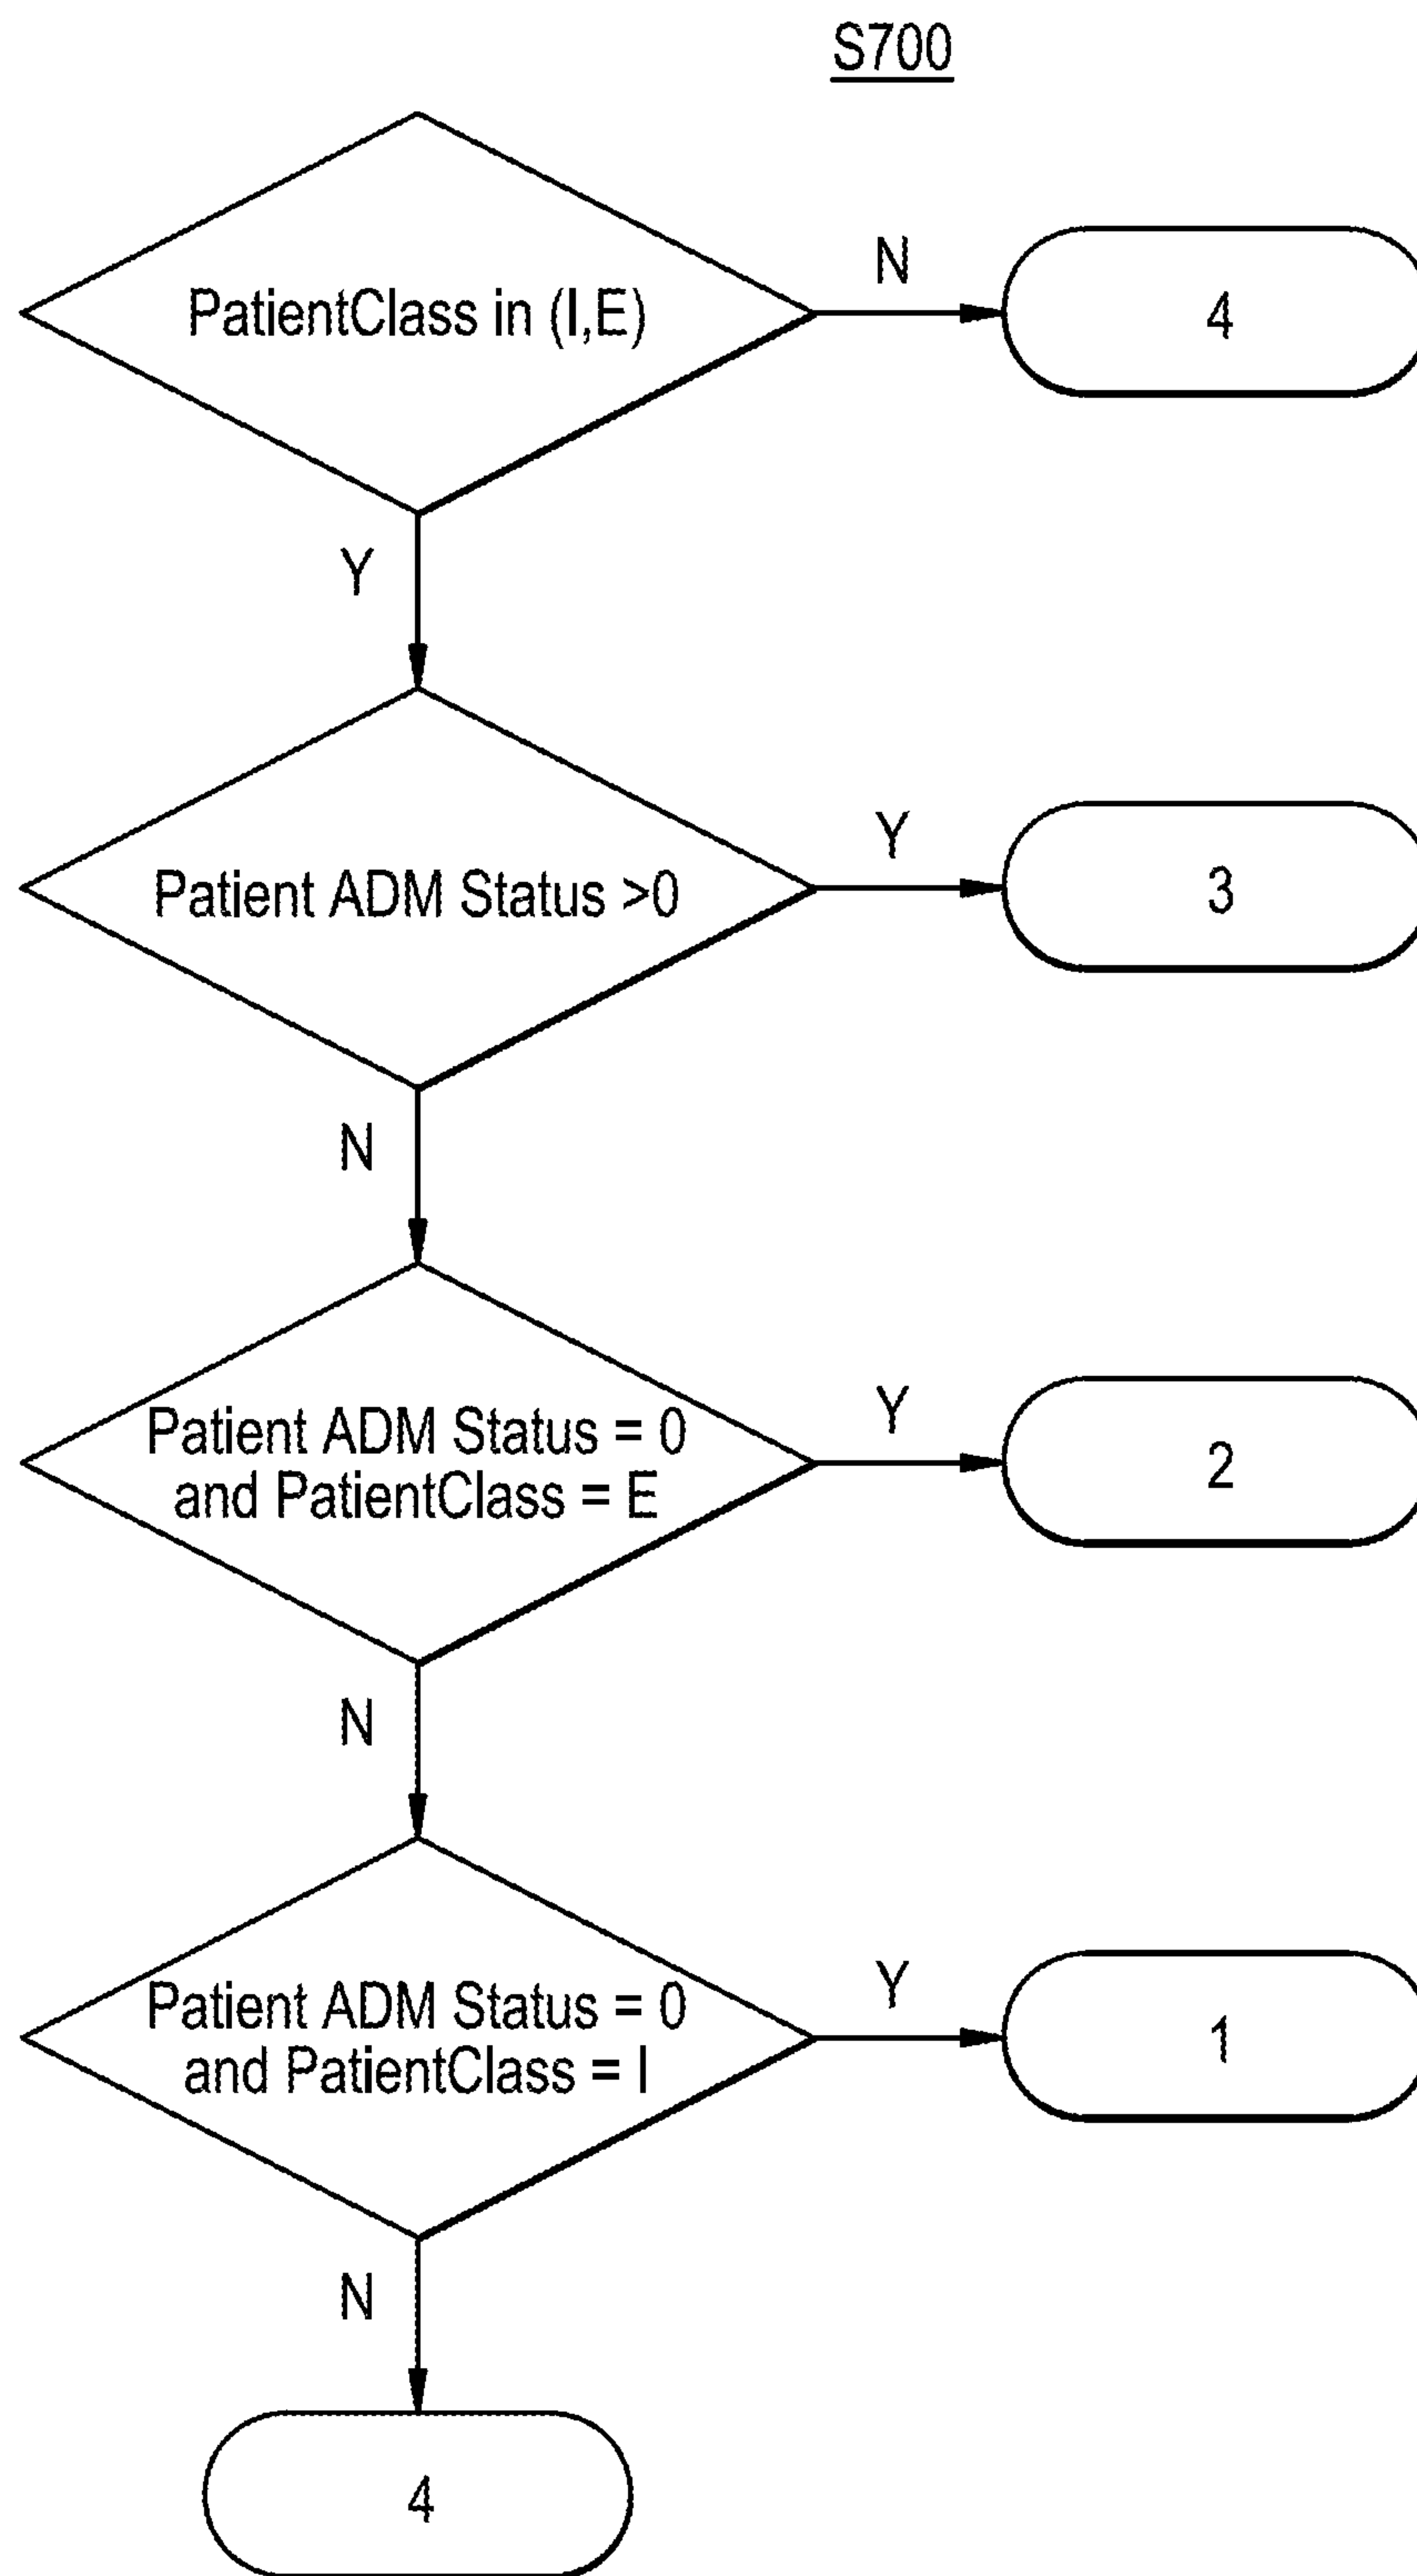 S700
PatientClass in (I,E)
N
4
Y
Patient ADM Status >0
Y
3
N
Patient ADM Status = 0
and PatientClass = E
Y
2
N
Patient ADM Status = 0
and PatientClass = I
Y
1
N
4